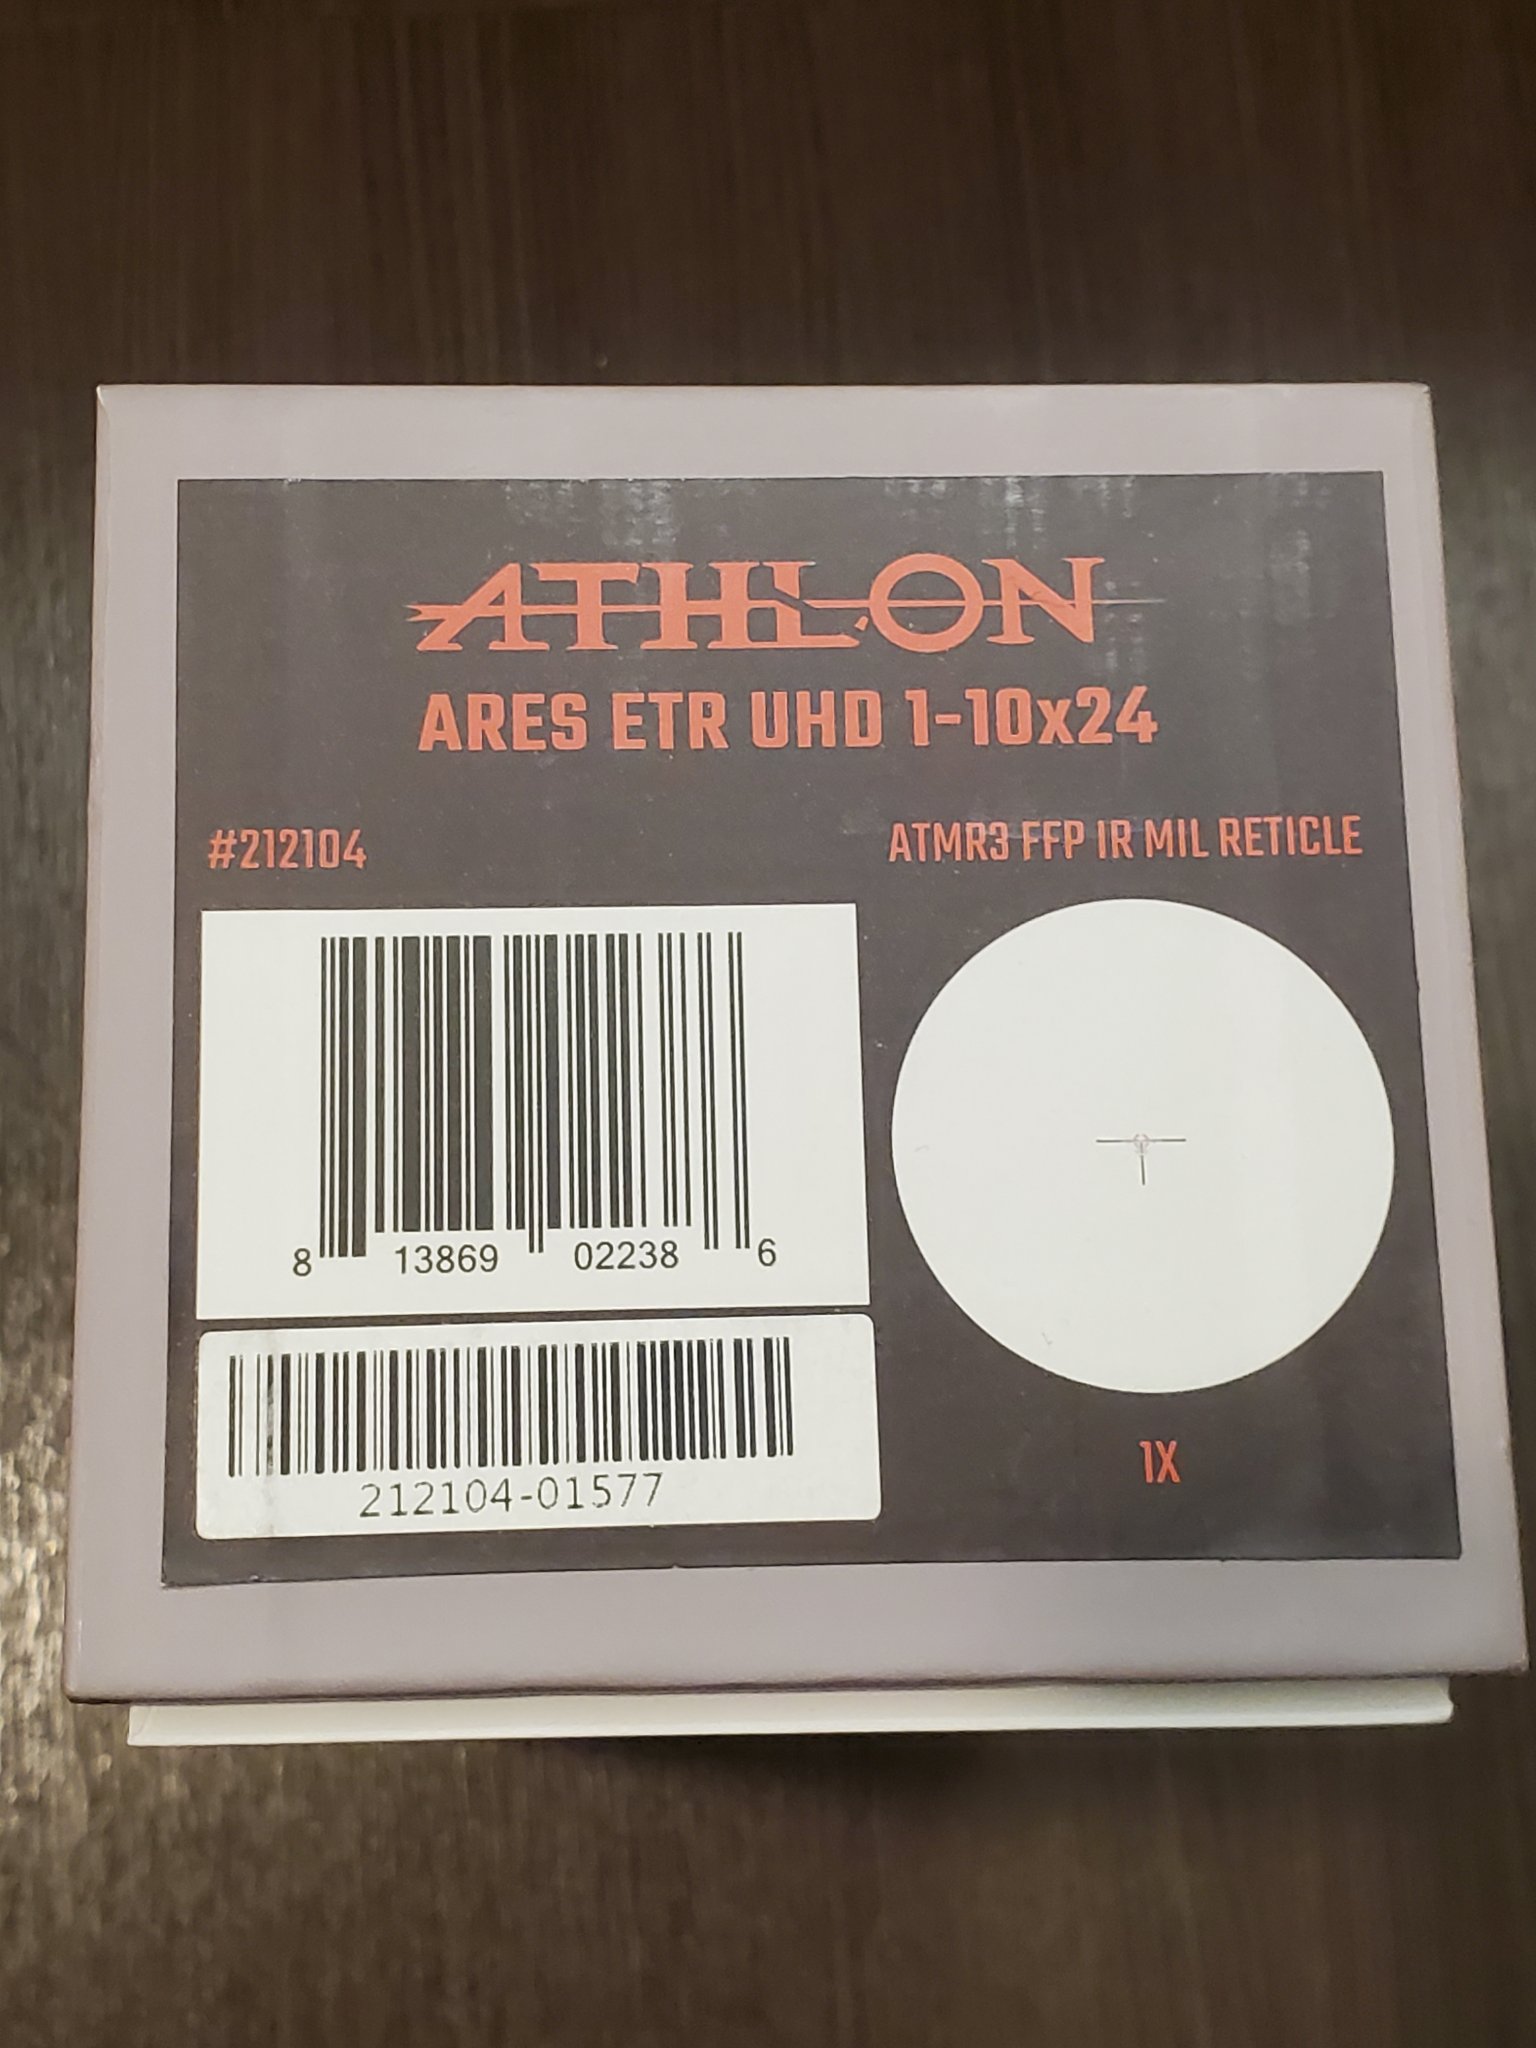 ATHLON
ARES ETR UHD 1-10x24
#212104
ATMR3 FFP IR MIL RETICLE
8 13869 02238 6
212104-01577
1X